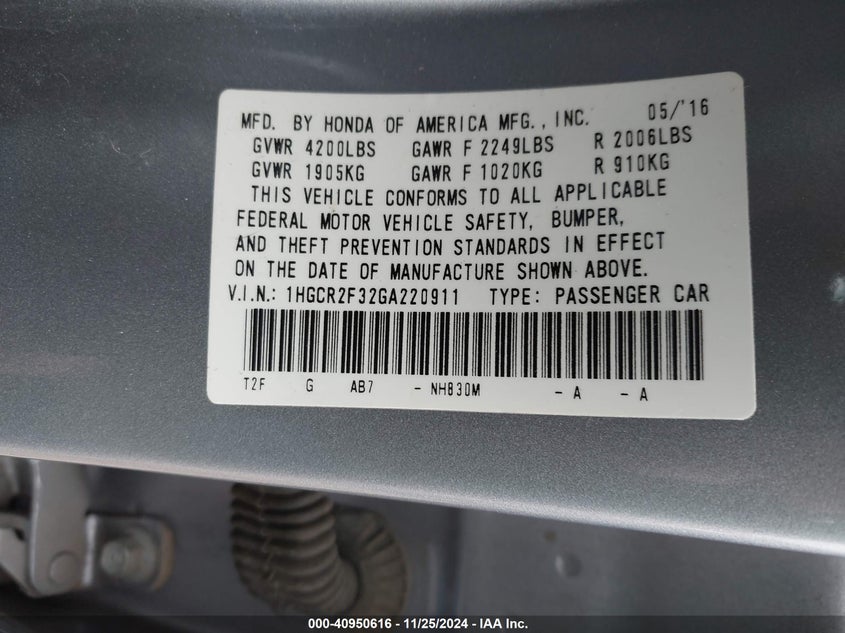 MFD. BY HONDA OF AMERICA MFG., INC. 05/'16
GVWR 4200LBS GAWR F 2249LBS R 2006LBS
GVWR 1905KG GAWR F 1020KG R 910KG
THIS VEHICLE CONFORMS TO ALL APPLICABLE
FEDERAL MOTOR VEHICLE SAFETY, BUMPER,
AND THEFT PREVENTION STANDARDS IN EFFECT
ON THE DATE OF MANUFACTURE SHOWN ABOVE.
V.I.N.: 1HGCR2F32GA220911 TYPE: PASSENGER CAR
T2F G AB7 - NH830M - A - A
000-40950616 - 11/25/2024 - IAA Inc.